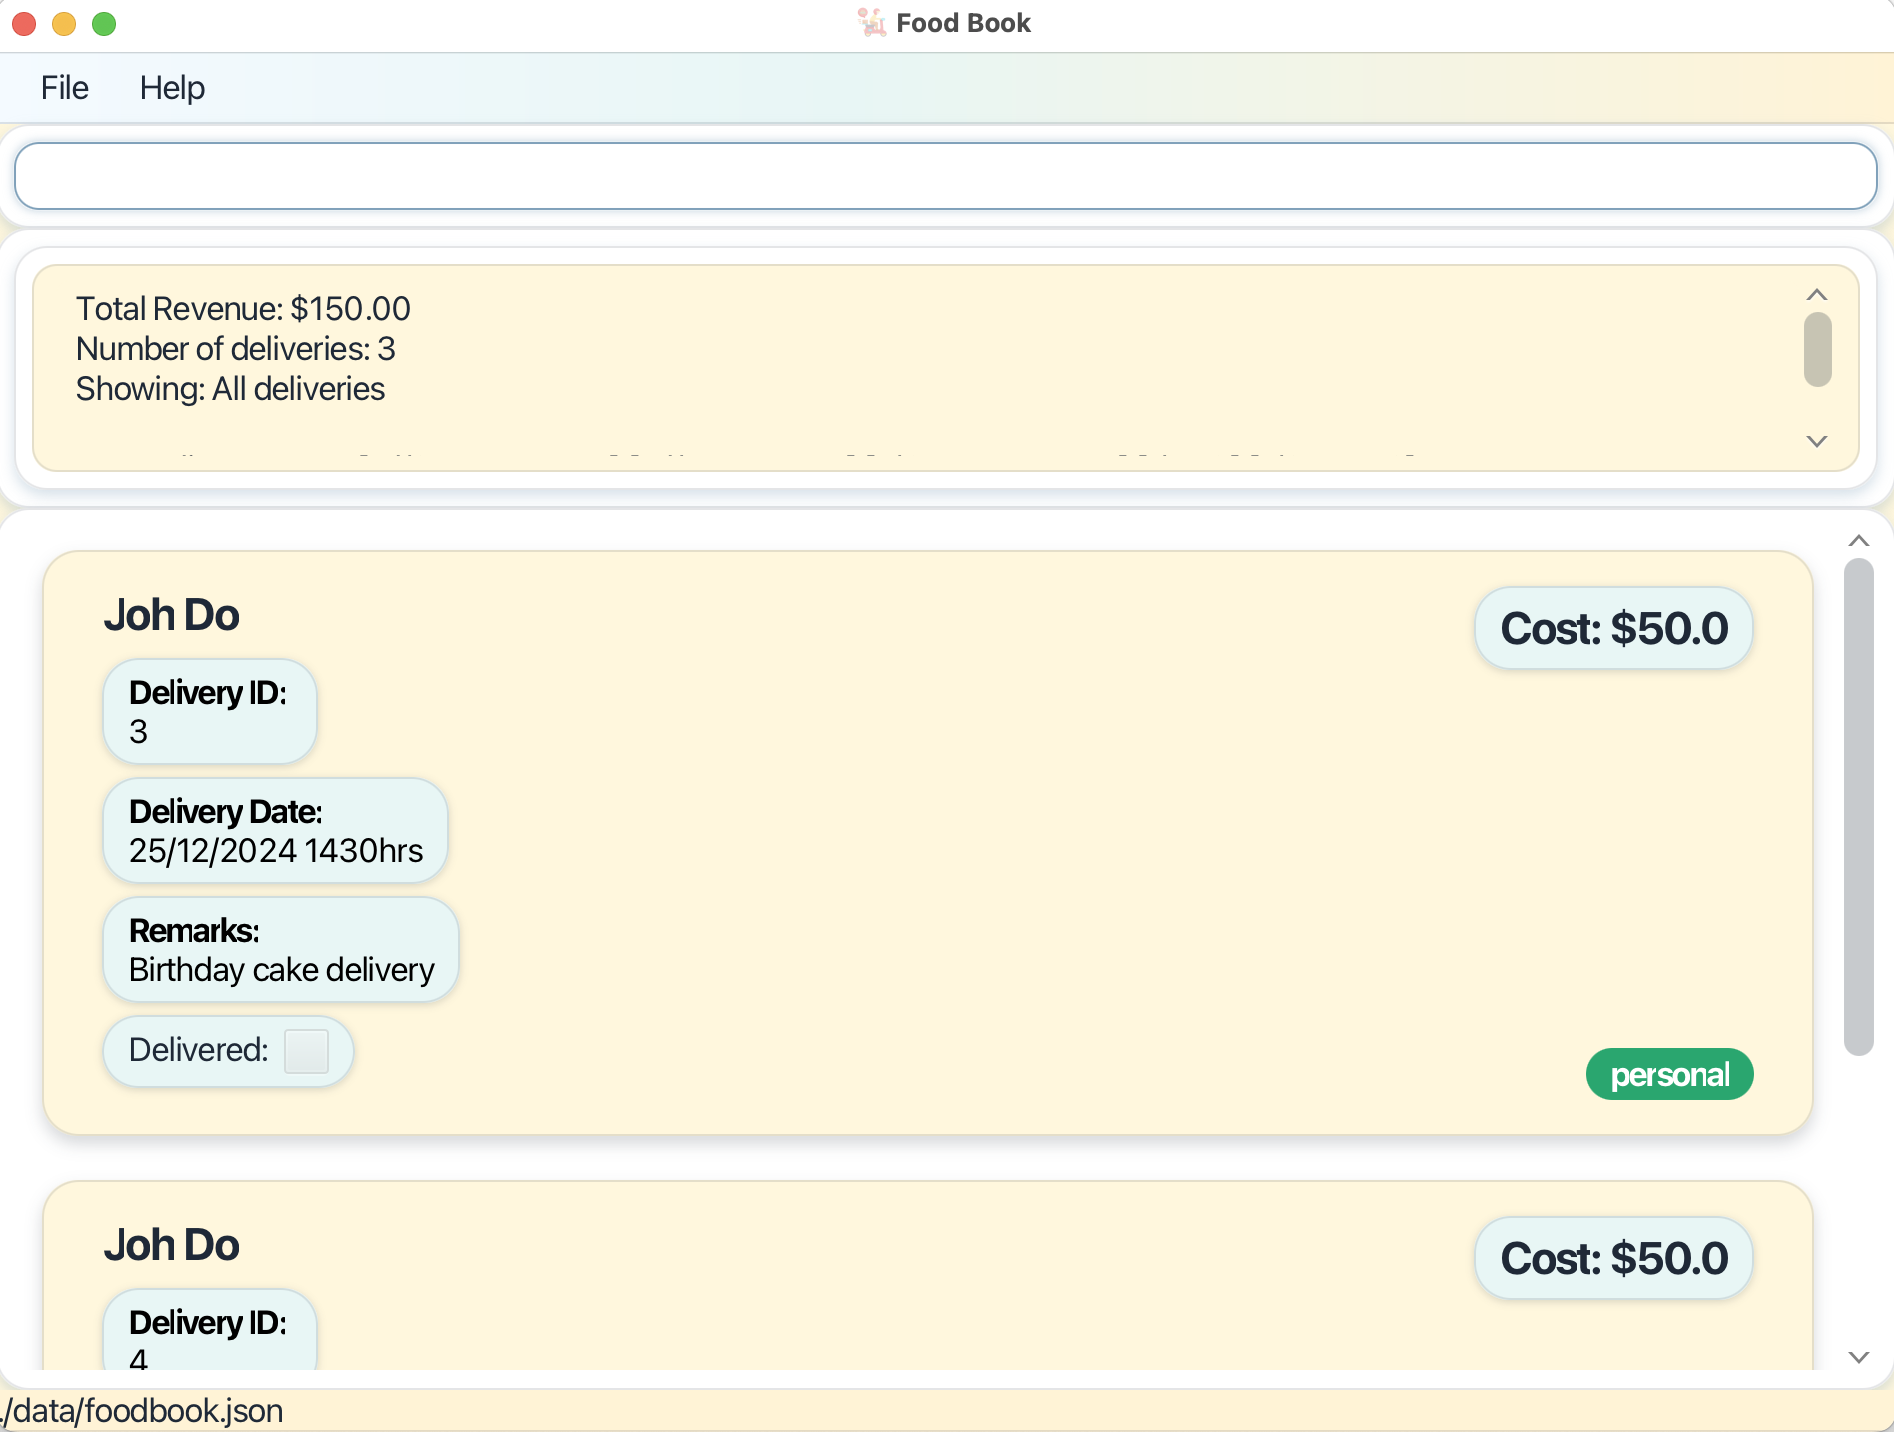 Food Book
File Help
Total Revenue: $150.00
Number of deliveries: 3
Showing: All deliveries
Joh Do
Cost: $50.0
Delivery ID:
3
Delivery Date:
25/12/2024 1430hrs
Remarks:
Birthday cake delivery
Delivered:
personal
Joh Do
Cost: $50.0
Delivery ID:
4
./data/foodbook.json